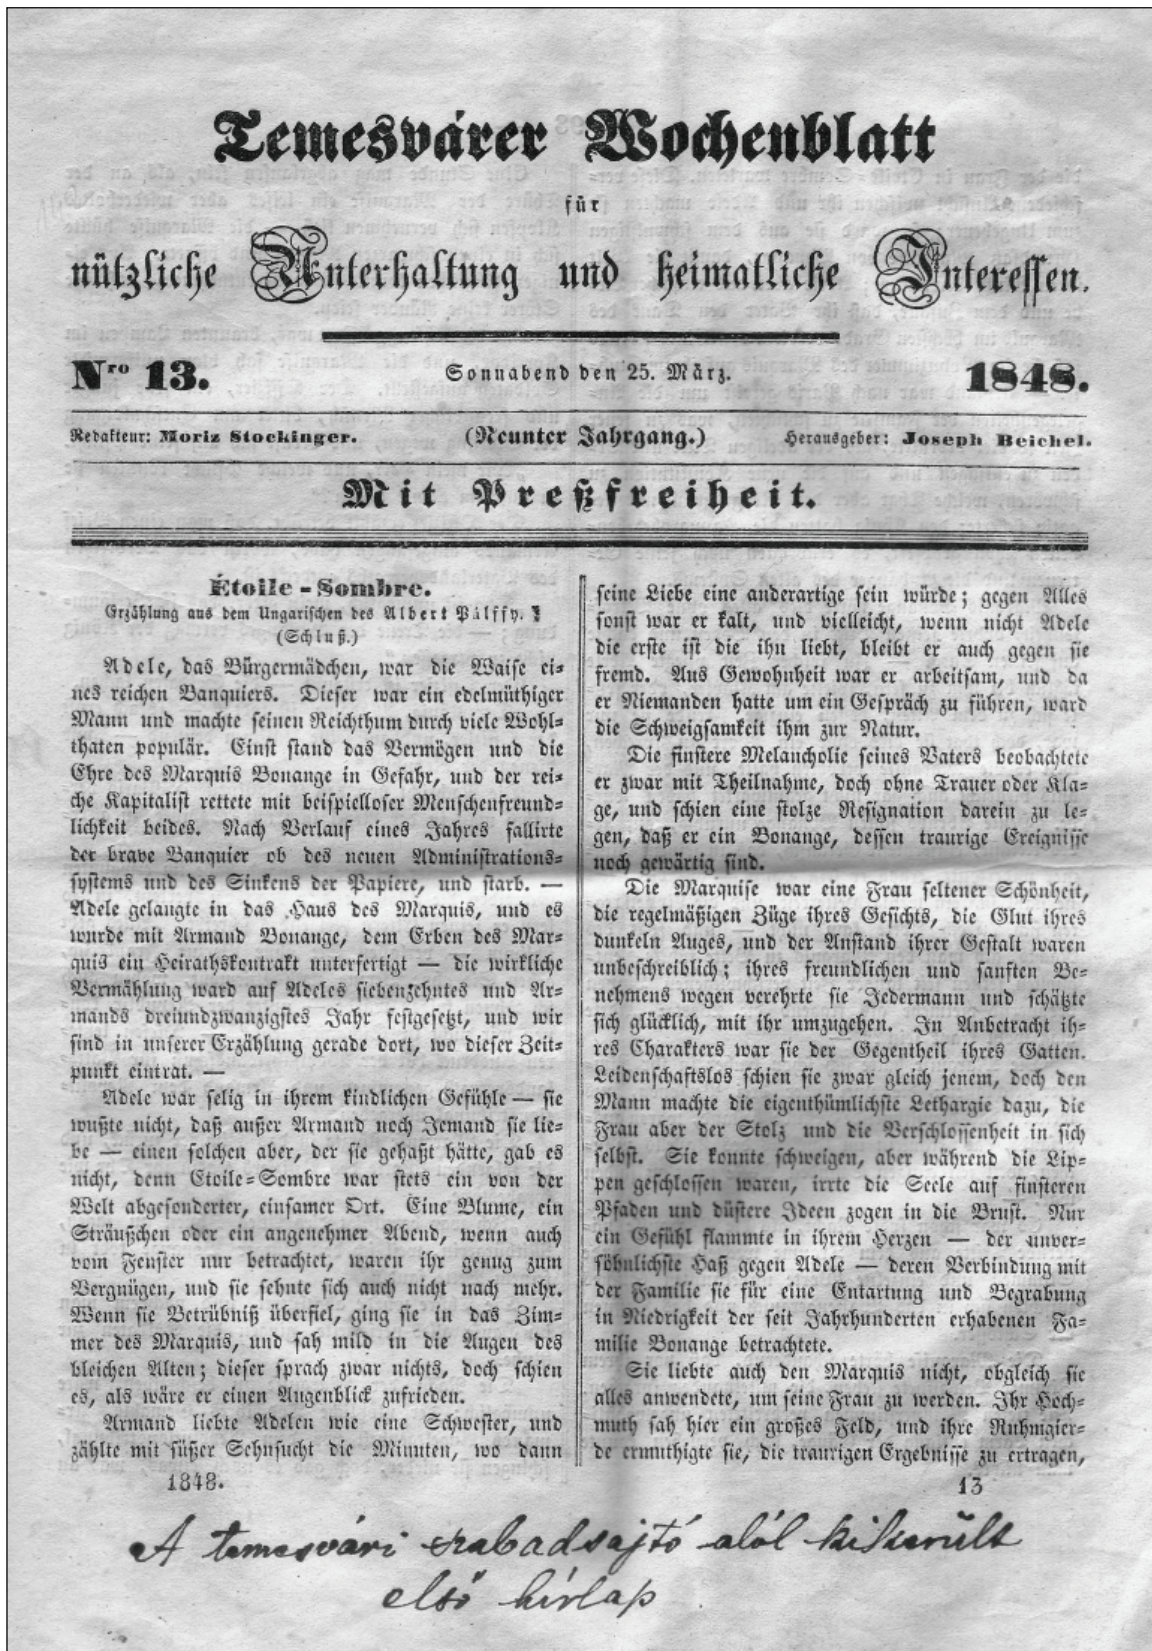 Temesvárer Wochenblatt
für
nützliche Unterhaltung und heimatliche Interessen.
Nro 13.
Sonnabend den 25. März.
1848.
Redakteur: Moriz Stockinger.
(Neunter Jahrgang.)
Herausgeber: Joseph Beichel.
Mit Preßfreiheit.
Étoile-Sombre.
Erzählung aus dem Ungarischen des Albert Pálffy.
(Schluß.)
Adele, das Bürgermädchen, war die Waise ei-
nes reichen Banquiers. Dieser war ein edelmüthiger
Mann und machte seinen Reichthum durch viele Wohl-
thaten populär. Einst stand das Vermögen und die
Ehre des Marquis Bonange in Gefahr, und der rei-
che Kapitalist rettete mit beispielloser Menschenfreund-
lichkeit beides. Nach Verlauf eines Jahres fallirte
der brave Banquier ob des neuen Administrations-
systems und des Sinkens der Papiere, und starb. —
Adele gelangte in das Haus des Marquis, und es
wurde mit Armand Bonange, dem Erben des Mar-
quis ein Heirathskontrakt unterfertigt — die wirkliche
Vermählung ward auf Adeles siebenzehntes und Ar-
mands dreiundzwanzigstes Jahr festgesetzt, und wir
sind in unserer Erzählung gerade dort, wo dieser Zeit-
punkt eintrat. —
Adele war selig in ihrem kindlichen Gefühle — sie
wußte nicht, daß außer Armand noch Jemand sie lie-
be — einen solchen aber, der sie gehaßt hätte, gab es
nicht, denn Etoile-Sombre war stets ein von der
Welt abgesonderter, einsamer Ort. Eine Blume, ein
Sträußchen oder ein angenehmer Abend, wenn auch
vom Fenster nur betrachtet, waren ihr genug zum
Vergnügen, und sie sehnte sich auch nicht nach mehr.
Wenn sie Betrübniß überfiel, ging sie in das Zim-
mer des Marquis, und sah mild in die Augen des
bleichen Alten; dieser sprach zwar nichts, doch schien
es, als wäre er einen Augenblick zufrieden.
Armand liebte Adelen wie eine Schwester, und
zählte mit süßer Sehnsucht die Minuten, wo dann
1848.
seine Liebe eine anderartige sein würde; gegen Alles
sonst war er kalt, und vielleicht, wenn nicht Adele
die erste ist die ihn liebt, bleibt er auch gegen sie
fremd. Aus Gewohnheit war er arbeitsam, und da
er Niemanden hatte um ein Gespräch zu führen, ward
die Schweigsamkeit ihm zur Natur.
Die finstere Melancholie seines Vaters beobachtete
er zwar mit Theilnahme, doch ohne Trauer oder Kla-
ge, und schien eine stolze Resignation darein zu le-
gen, daß er ein Bonange, dessen traurige Ereignisse
noch gewärtig sind.
Die Marquise war eine Frau seltener Schönheit,
die regelmäßigen Züge ihres Gesichts, die Glut ihres
dunkeln Auges, und der Anstand ihrer Gestalt waren
unbeschreiblich; ihres freundlichen und sanften Be-
nehmens wegen verehrte sie Jedermann und schätzte
sich glücklich, mit ihr umzugehen. In Anbetracht ih-
res Charakters war sie der Gegentheil ihres Gatten.
Leidenschaftslos schien sie zwar gleich jenem, doch den
Mann machte die eigenthümlichste Lethargie dazu, die
Frau aber der Stolz und die Verschlossenheit in sich
selbst. Sie konnte schweigen, aber während die Lip-
pen geschlossen waren, irrte die Seele auf finsteren
Pfaden und düstere Ideen zogen in die Brust. Nur
ein Gefühl flammte in ihrem Herzen — der unver-
söhnlichste Haß gegen Adele — deren Verbindung mit
der Familie sie für eine Entartung und Begrabung
in Niedrigkeit der seit Jahrhunderten erhabenen Fa-
milie Bonange betrachtete.
Sie liebte auch den Marquis nicht, obgleich sie
alles anwendete, um seine Frau zu werden. Ihr Hoch-
muth sah hier ein großes Feld, und ihre Ruhmgier-
de ermuthigte sie, die traurigen Ergebnisse zu ertragen,
13
A temesvári szabadsajtó alól kikerült
első hírlap